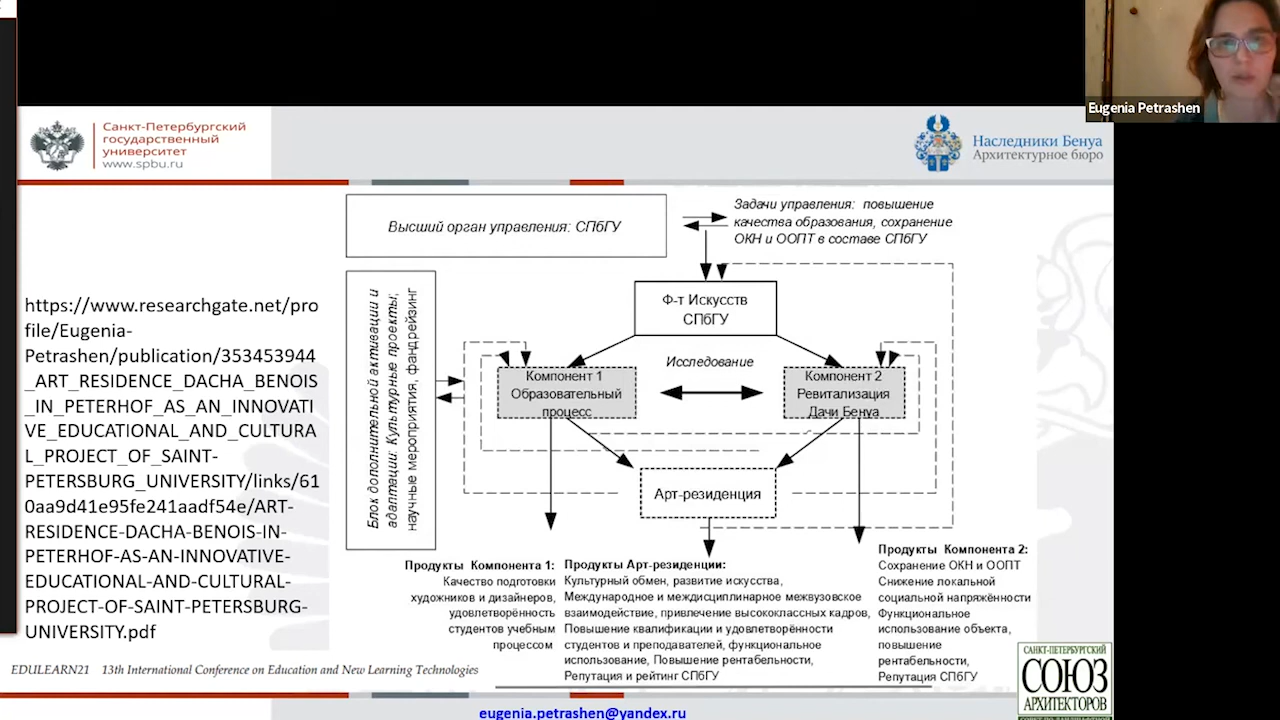 Eugenia Petrashen
Санкт-Петербургский
государственный
университет
www.spbu.ru
Наследники Бенуа
Архитектурное бюро
Высший орган управления: СПбГУ
Задачи управления: повышение
качества образования, сохранение
ОКН и ООПТ в составе СПбГУ
Ф-т Искусств
СПбГУ
Исследование
Компонент 1
Образовательный
процесс
Компонент 2
Ревитализация
Дачи Бенуа
Арт-резиденция
Блок дополнительной активации и
адаптации. Культурные проекты;
научные мероприятия, фандрейзинг
https://www.researchgate.net/pro
file/Eugenia-
Petrashen/publication/353453944
_ART_RESIDENCE_DACHA_BENOIS
_IN_PETERHOF_AS_AN_INNOVATI
VE_EDUCATIONAL_AND_CULTURA
L_PROJECT_OF_SAINT-
PETERSBURG_UNIVERSITY/links/61
0aa9d41e95fe241aadf54e/ART-
RESIDENCE-DACHA-BENOIS-IN-
PETERHOF-AS-AN-INNOVATIVE-
EDUCATIONAL-AND-CULTURAL-
PROJECT-OF-SAINT-PETERSBURG-
UNIVERSITY.pdf
Продукты Компонента 1:
Качество подготовки
художников и дизайнеров,
удовлетворённость
студентов учебным
процессом
Продукты Арт-резиденции:
Культурный обмен, развитие искусства,
Международное и междисциплинарное межвузовское
взаимодействие, привлечение высококлассных кадров,
Повышение квалификации и удовлетворённости
студентов и преподавателей, функциональное
использование, Повышение рентабельности,
Репутация и рейтинг СПбГУ
Продукты Компонента 2:
Сохранение ОКН и ООПТ
Снижение локальной
социальной напряжённости
Функциональное
использование объекта,
повышение
рентабельности,
Репутация СПбГУ
EDULEARN21 13th International Conference on Education and New Learning Technologies
САНКТ-ПЕТЕРБУРГСКИЙ
СОЮЗ
АРХИТЕКТОРОВ
eugenia.petrashen@yandex.ru